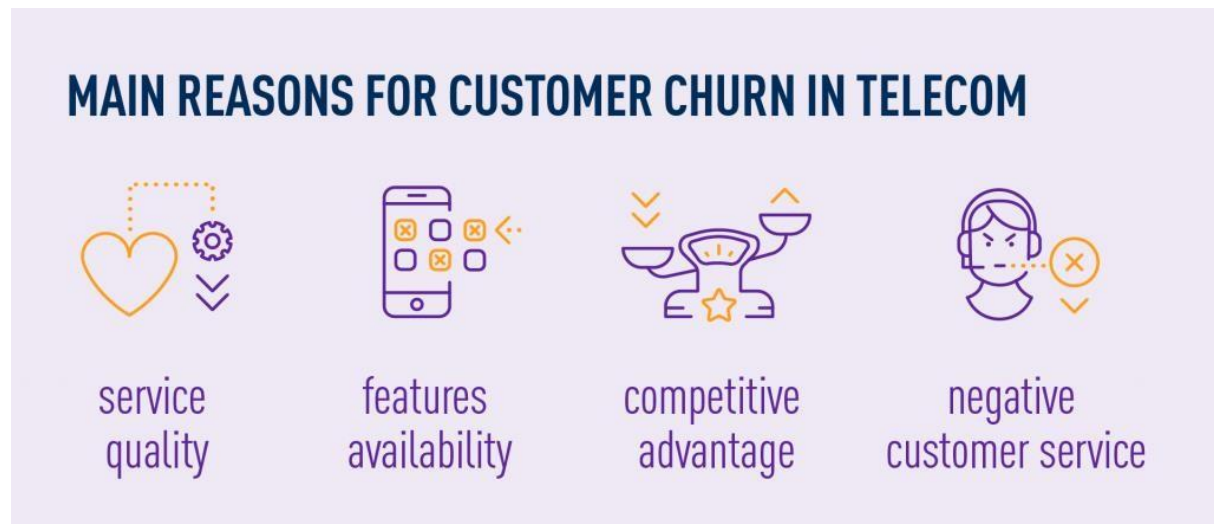 MAIN REASONS FOR CUSTOMER CHURN IN TELECOM
service
quality
features
availability
competitive
advantage
negative
customer service